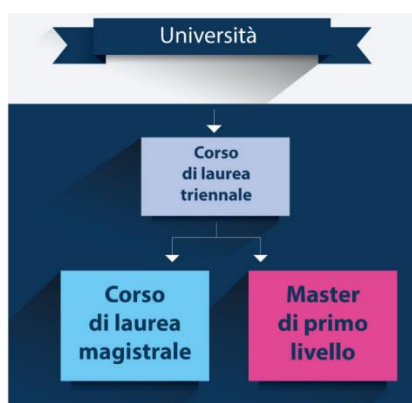 Università
Corso
di laurea
triennale
Corso
di laurea
magistrale
Master
di primo
livello